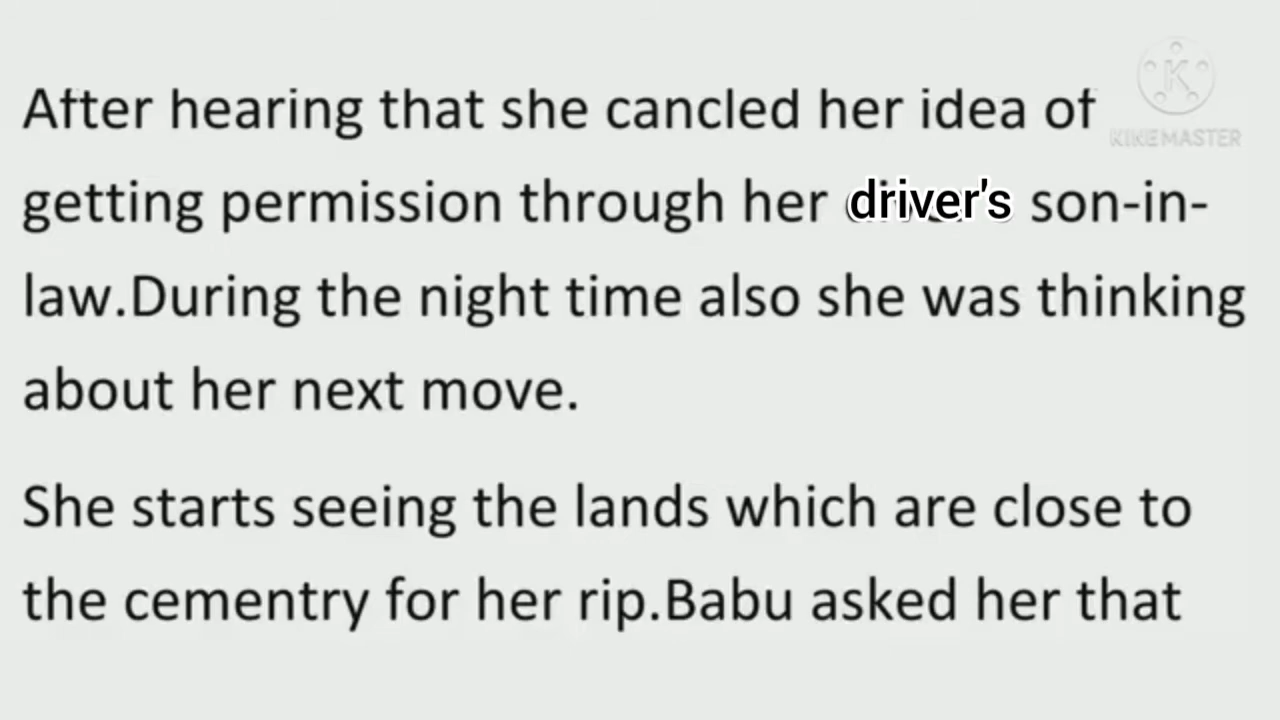 After hearing that she cancled her idea of
getting permission through her driver's son-in-
law.During the night time also she was thinking
about her next move.
She starts seeing the lands which are close to
the cementry for her rip.Babu asked her that
K
KINEMASTER